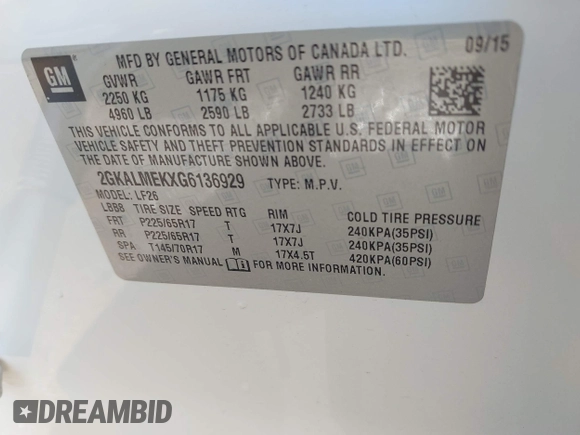 GM
MFD BY GENERAL MOTORS OF CANADA LTD. 09/15
GVWR GAWR FRT GAWR RR
2250 KG 1175 KG 1240 KG
4960 LB 2590 LB 2733 LB
THIS VEHICLE CONFORMS TO ALL APPLICABLE U.S. FEDERAL MOTOR
VEHICLE SAFETY AND THEFT PREVENTION STANDARDS IN EFFECT ON
THE DATE OF MANUFACTURE SHOWN ABOVE.
2GKALMEKXG6136929 TYPE: M.P.V.
MODEL: LF26
LBB8 TIRE SIZE SPEED RTG RIM COLD TIRE PRESSURE
FRT P225/65R17 T 17X7J 240KPA(35PSI)
RR P225/65R17 T 17X7J 240KPA(35PSI)
SPA T145/70R17 M 17X4.5T 420KPA(60PSI)
SEE OWNER'S MANUAL FOR MORE INFORMATION.
DREAMBID